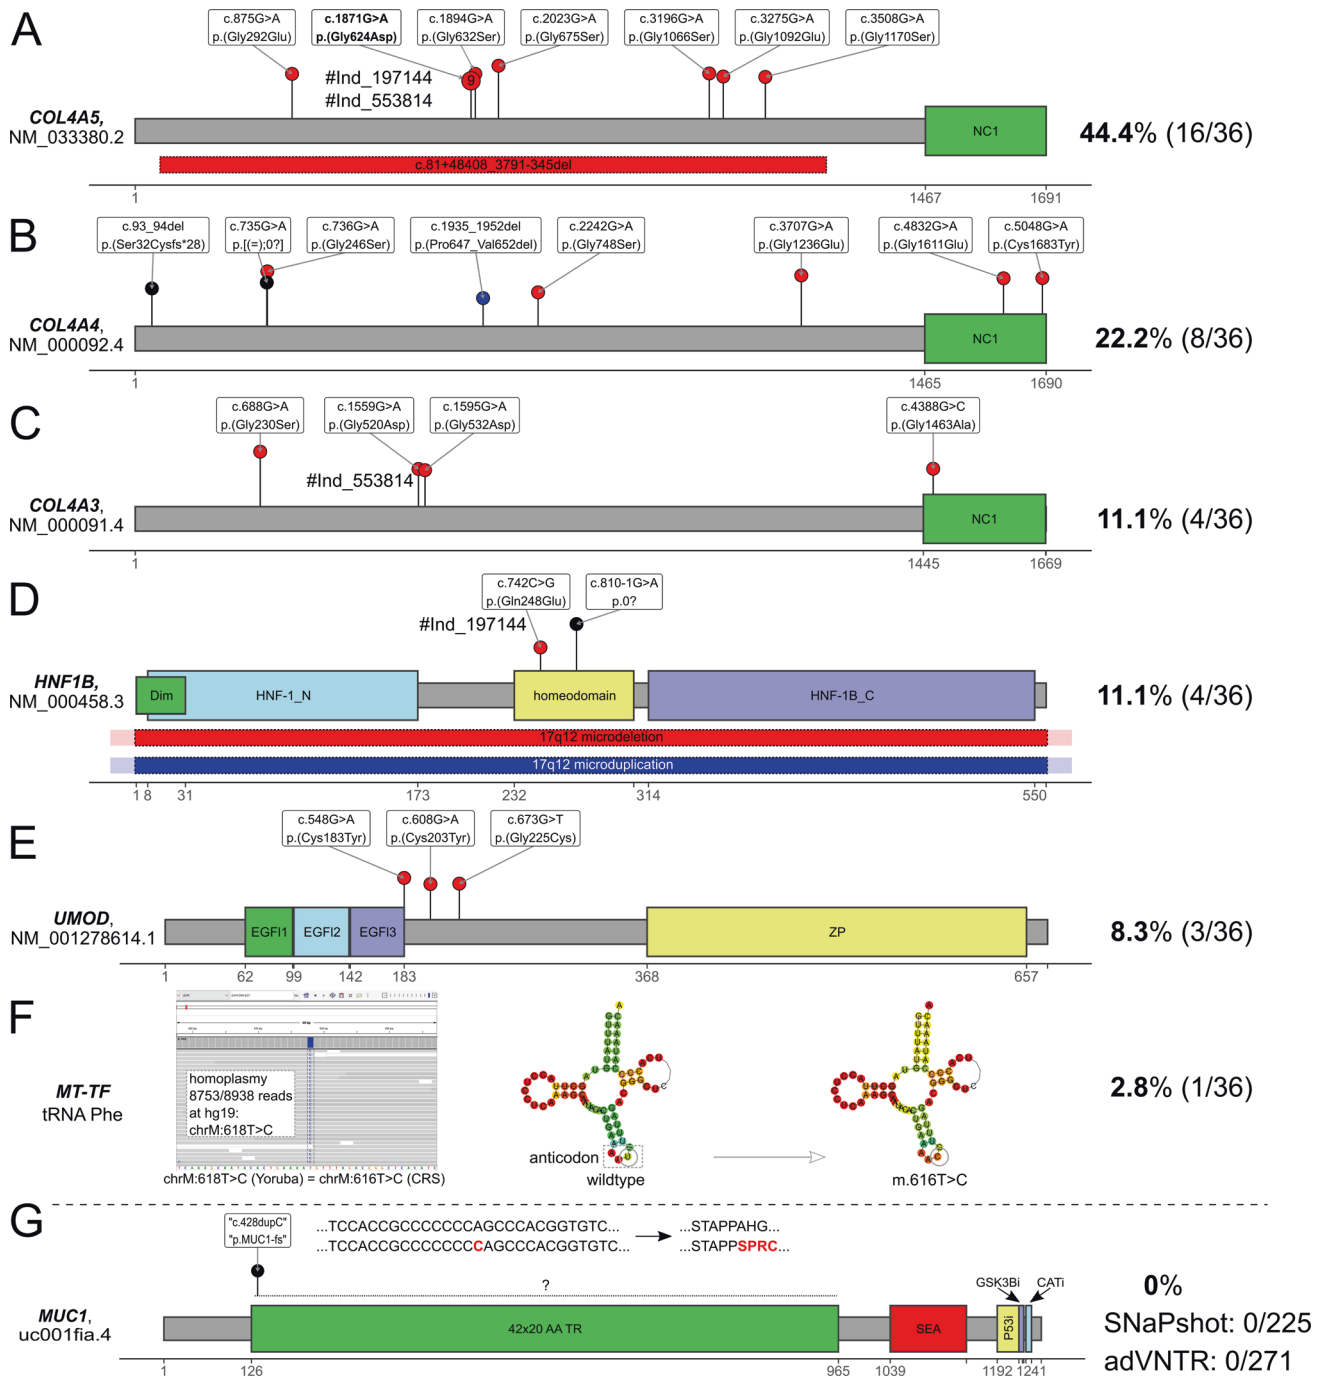 A
c.875G>A
p.(Gly292Glu)
c.1871G>A
p.(Gly624Asp)
c.1894G>A
p.(Gly632Ser)
c.2023G>A
p.(Gly675Ser)
c.3196G>A
p.(Gly1066Ser)
c.3275G>A
p.(Gly1092Glu)
c.3508G>A
p.(Gly1170Ser)
#Ind_197144
#Ind_553814
9
COL4A5,
NM_033380.2
NC1
44.4% (16/36)
c.81+48408_3791-345del
1 1467 1691
B
c.93_94del
p.(Ser32Cysfs*28)
c.735G>A
p.[(=);0?]
c.736G>A
p.(Gly246Ser)
c.1935_1952del
p.(Pro647_Val652del)
c.2242G>A
p.(Gly748Ser)
c.3707G>A
p.(Gly1236Glu)
c.4832G>A
p.(Gly1611Glu)
c.5048G>A
p.(Cys1683Tyr)
COL4A4,
NM_000092.4
NC1
22.2% (8/36)
1 1465 1690
C
c.688G>A
p.(Gly230Ser)
c.1559G>A
p.(Gly520Asp)
c.1595G>A
p.(Gly532Asp)
c.4388G>C
p.(Gly1463Ala)
#Ind_553814
COL4A3,
NM_000091.4
NC1
11.1% (4/36)
1 1445 1669
D
c.742C>G
p.(Gln248Glu)
c.810-1G>A
p.0?
#Ind_197144
HNF1B,
NM_000458.3
Dim
HNF-1_N
homeodomain
HNF-1B_C
11.1% (4/36)
17q12 microdeletion
17q12 microduplication
1 8 31 173 232 314 550
E
c.548G>A
p.(Cys183Tyr)
c.608G>A
p.(Cys203Tyr)
c.673G>T
p.(Gly225Cys)
UMOD,
NM_001278614.1
EGFl1
EGFl2
EGFl3
ZP
8.3% (3/36)
1 62 99 142 183 368 657
F
MT-TF
tRNA Phe
homoplasmy
8753/8938 reads
at hg19:
chrM:618T>C
chrM:618T>C (Yoruba) = chrM:616T>C (CRS)
anticodon
wildtype
m.616T>C
2.8% (1/36)
G
"c.428dupC"
"p.MUC1-fs"
...TCCACCGCCCCCCCAGCCCACGGTGTC... ...STAPPAHG...
...TCCACCGCCCCCCCCAGCCCACGGTGTC... ...STAPPSPRC...
?
MUC1,
uc001fia.4
42x20 AA TR
SEA
P53i
GSK3Bi
CATi
0%
SNaPshot: 0/225
adVNTR: 0/271
1 126 965 1039 1192 1241